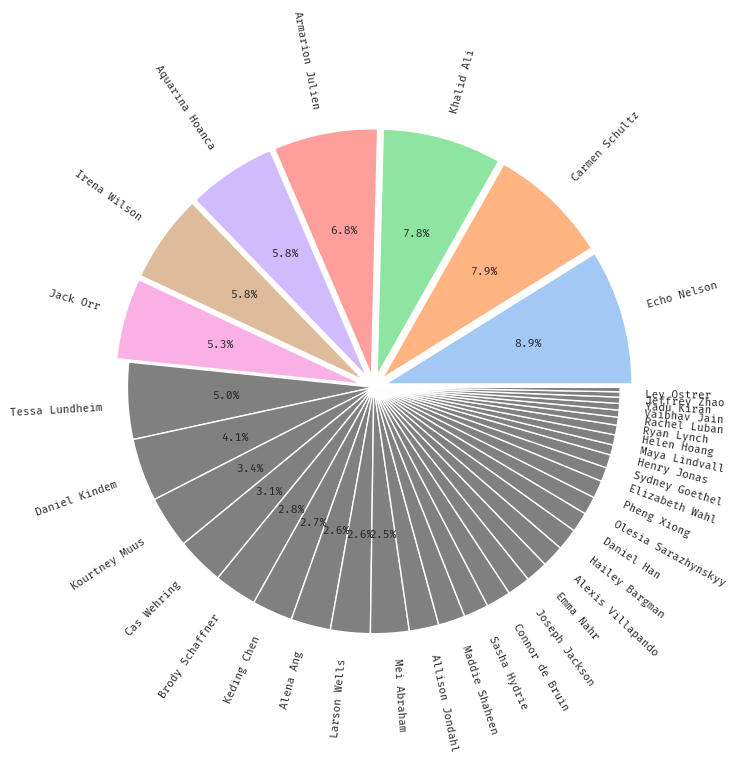 Echo Nelson
8.9%
Carmen Schultz
7.9%
Khalid Ali
7.8%
Armarion Julien
6.8%
Aquarina Hoanca
5.8%
Irena Wilson
5.8%
Jack Orr
5.3%
Tessa Lundheim
5.0%
Daniel Kindem
4.1%
Kourtney Muus
3.4%
Cas Wehring
3.1%
Brody Schaffner
2.8%
Keding Chen
2.7%
Alena Ang
2.6%
Larson Wells
2.6%
Mei Abraham
2.5%
Allison Jondahl
Maddie Shaheen
Sasha Hydrie
Connor de Bruin
Joseph Jackson
Emma Nahr
Alexis Villapando
Hailey Bargman
Daniel Han
Olesia Sarazhynskyy
Pheng Xiong
Elizabeth Wahl
Sydney Goethel
Henry Jonas
Maya Lindvall
Helen Hoang
Ryan Lynch
Rachel Luban
Vaibhav Jain
Yadu Kiran
Jeffrey Zhao
Lev Ostrer